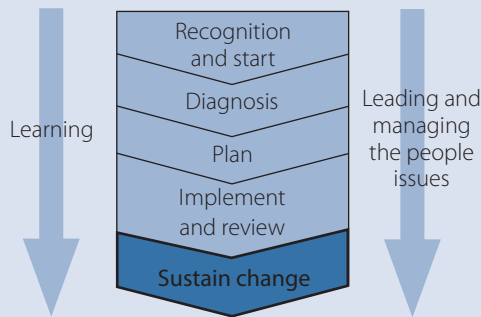 Recognition
and start
Diagnosis
Plan
Implement
and review
Sustain change
Learning
Leading and
managing
the people
issues